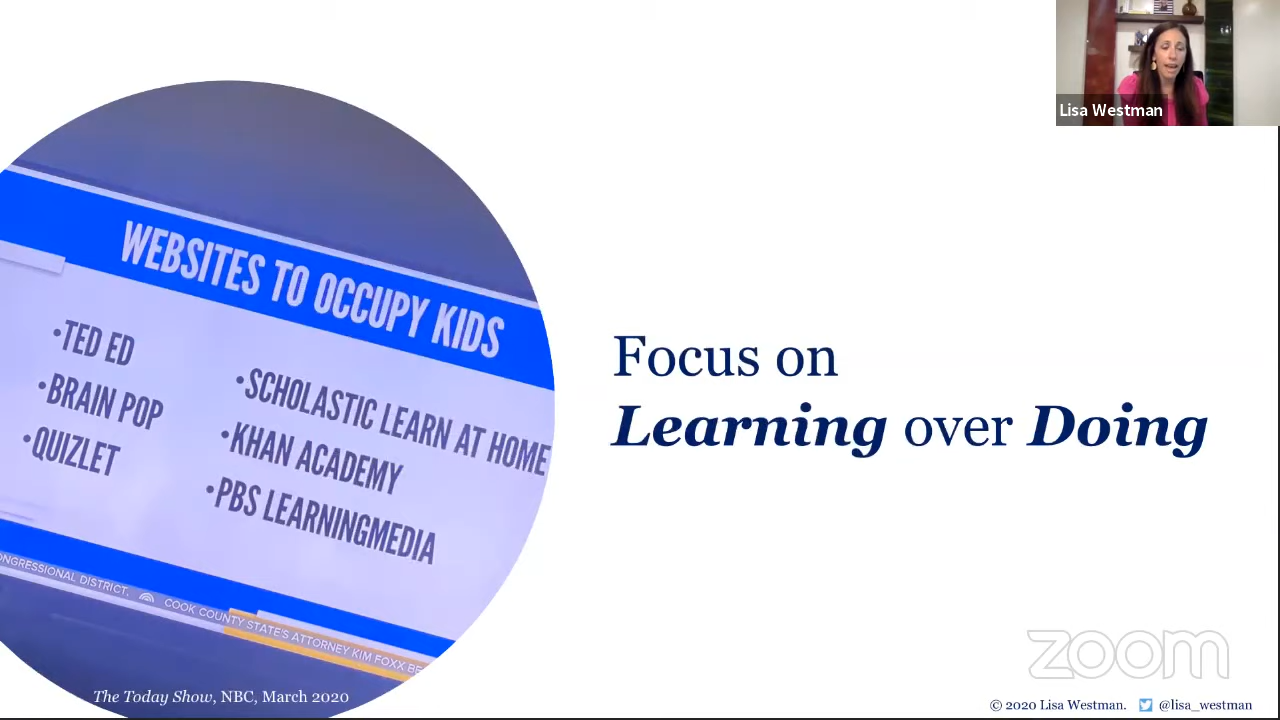 Lisa Westman
WEBSITES TO OCCUPY KIDS
•TED ED
•BRAIN POP
•QUIZLET
•SCHOLASTIC LEARN AT HOME
•KHAN ACADEMY
•PBS LEARNINGMEDIA
CONGRESSIONAL DISTRICT. COOK COUNTY STATE'S ATTORNEY KIM FOXX
The Today Show, NBC, March 2020
Focus on
Learning over Doing
zoom
© 2020 Lisa Westman. @lisa_westman